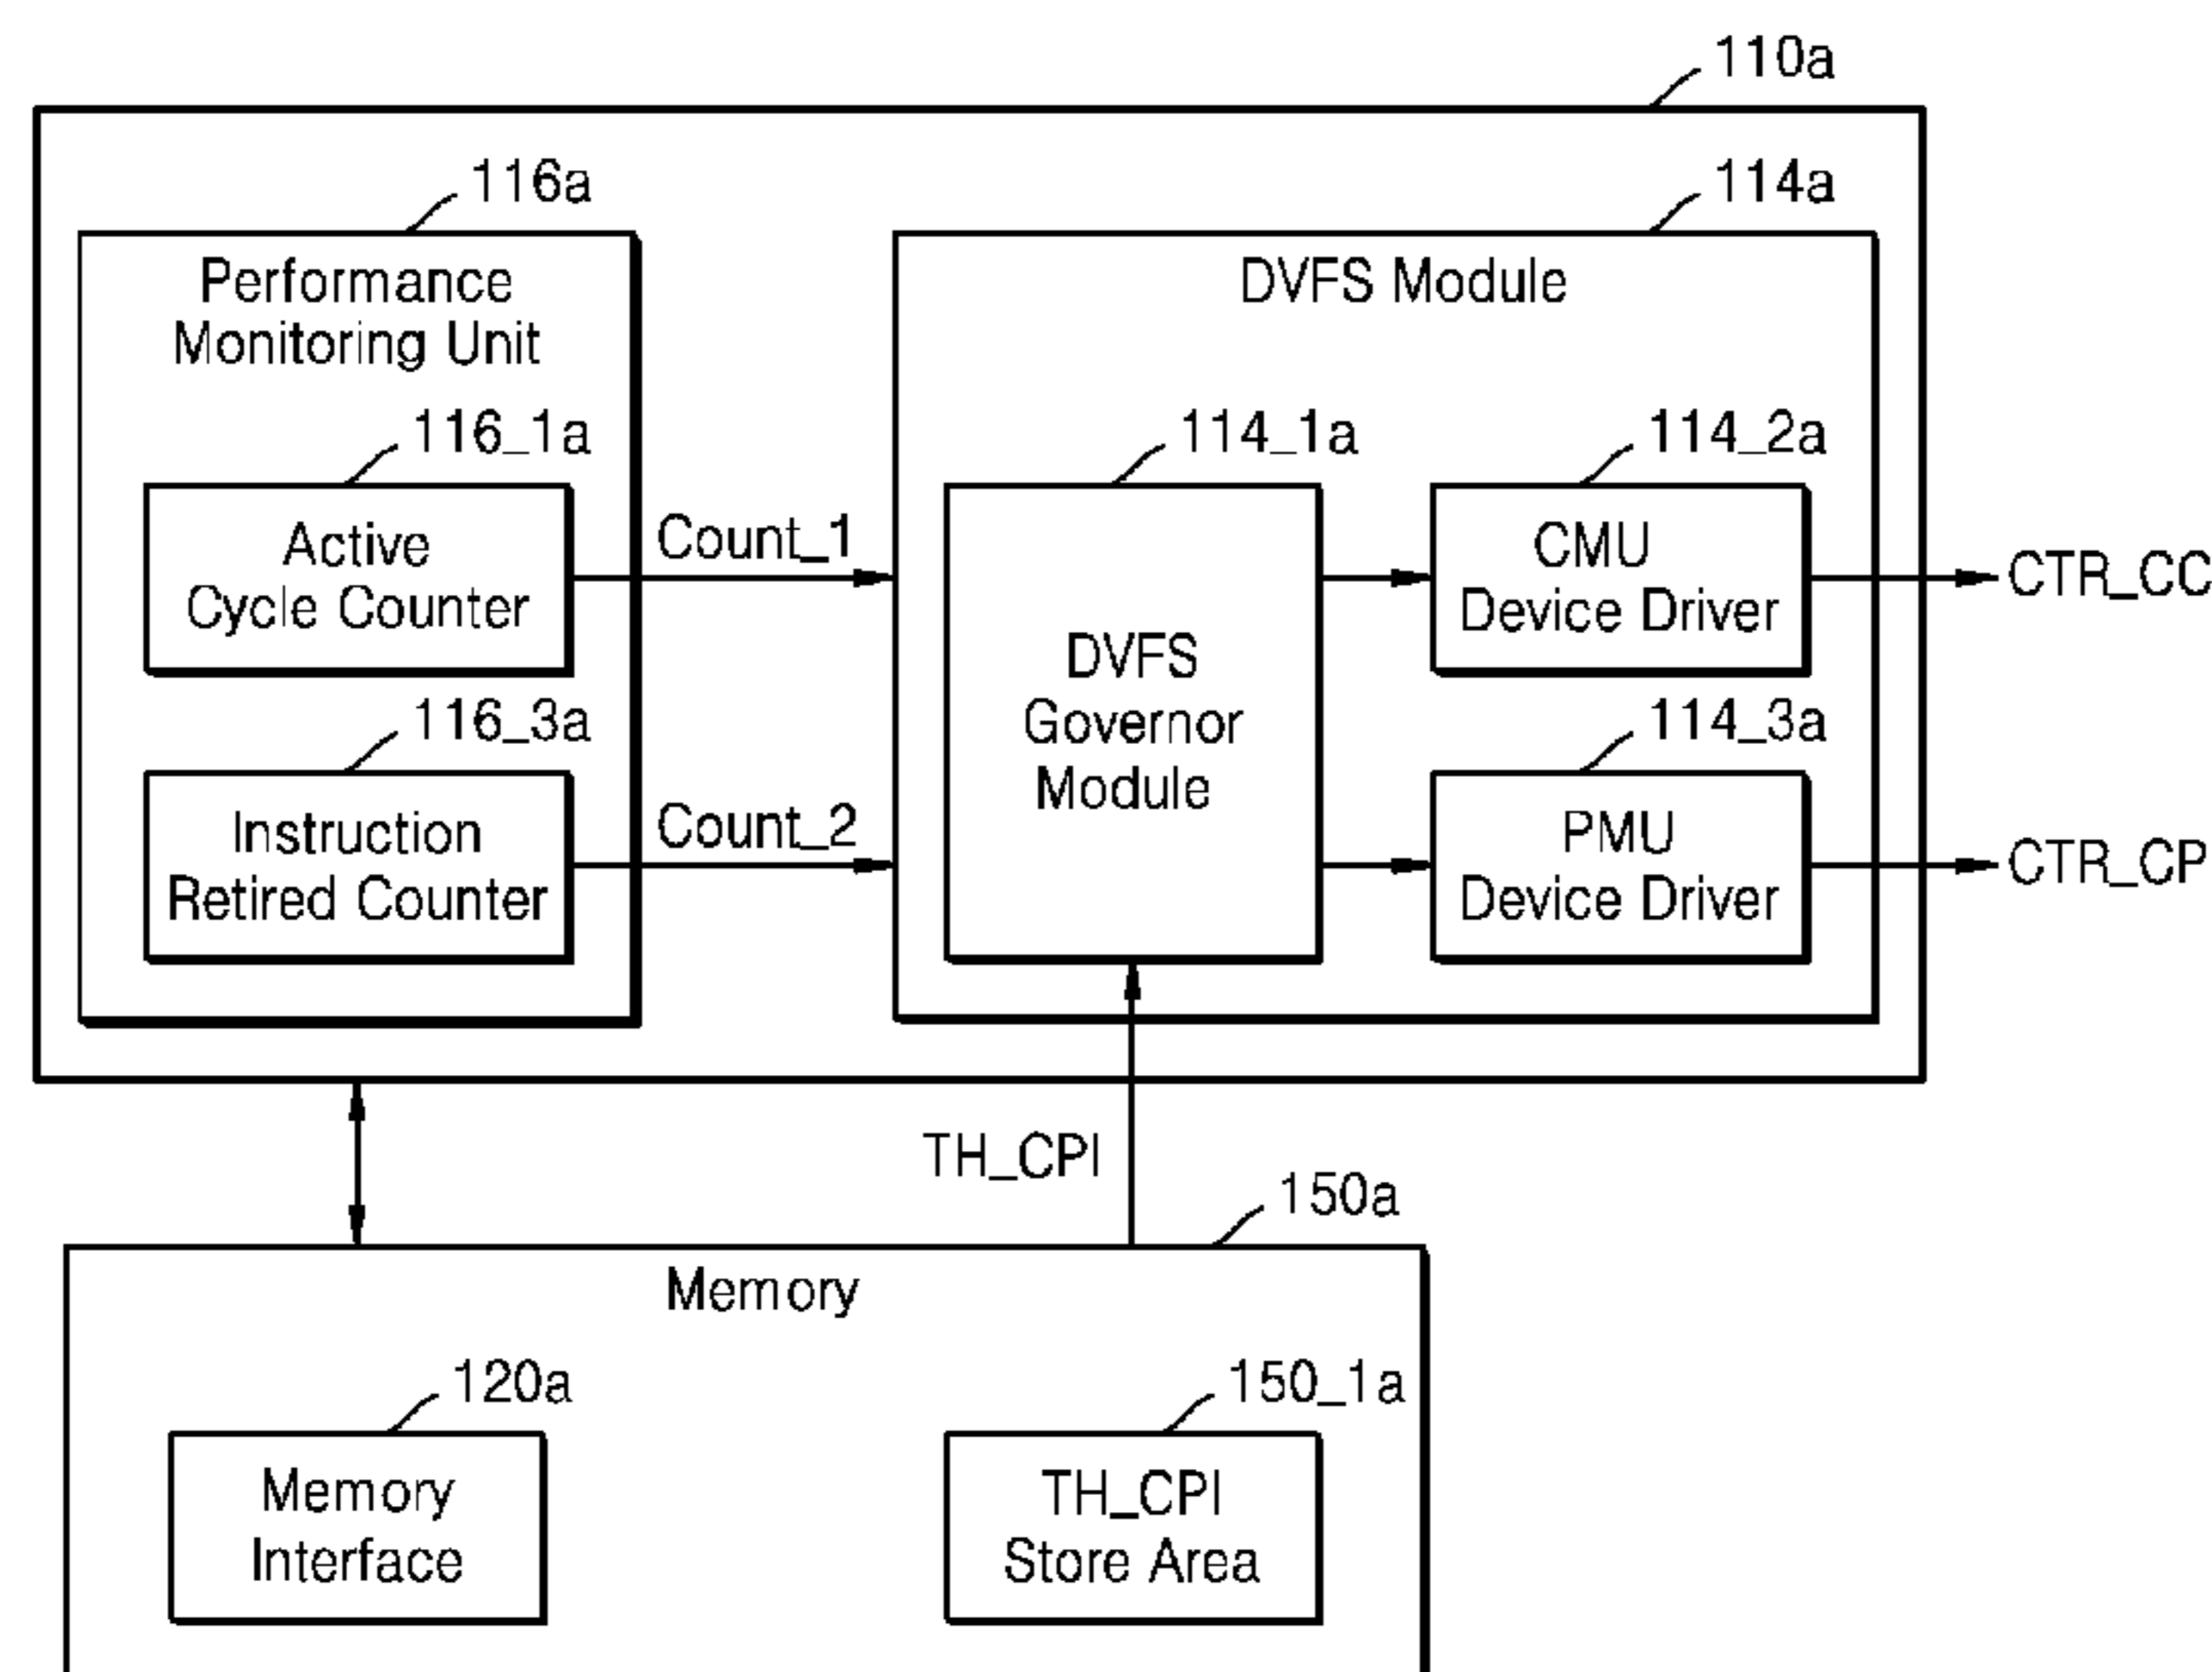 110a
116a
114a
Performance
Monitoring Unit
DVFS Module
116_1a
114_1a
114_2a
Active
Cycle Counter
Count_1
CMU
Device Driver
CTR_CC
DVFS
Governor
Module
116_3a
114_3a
Instruction
Retired Counter
Count_2
PMU
Device Driver
CTR_CP
TH_CPI
150a
Memory
120a
150_1a
Memory
Interface
TH_CPI
Store Area